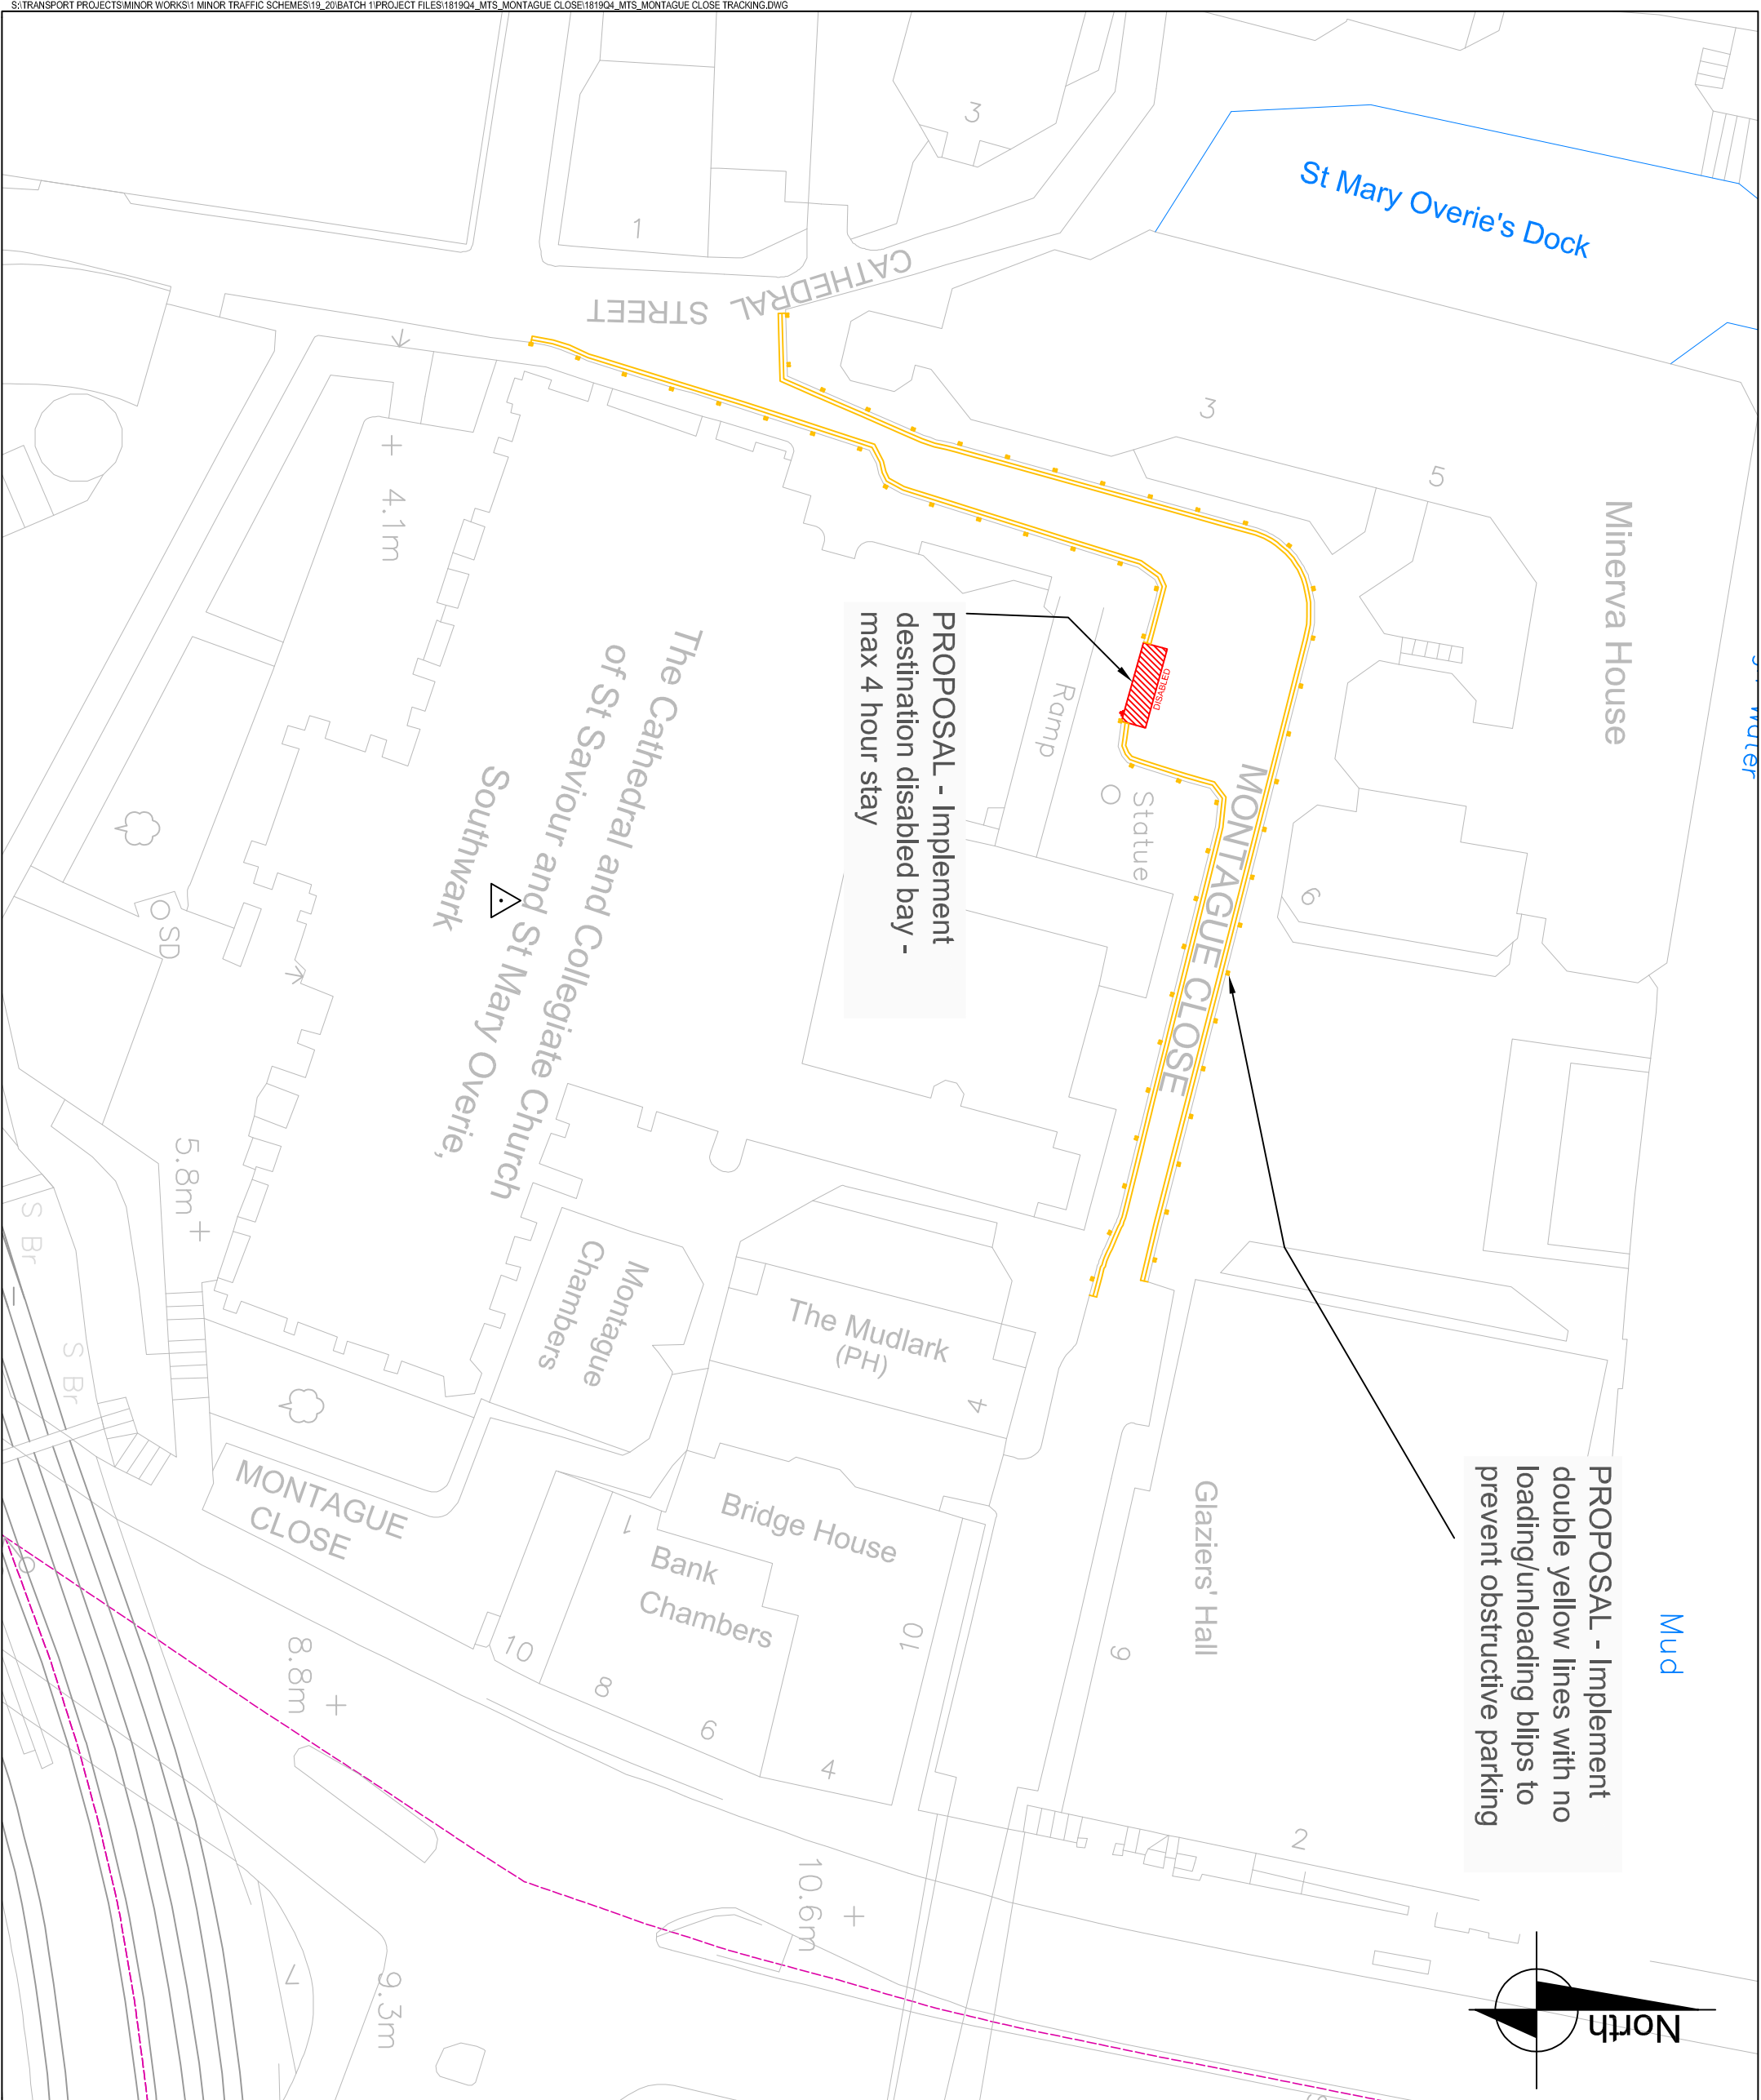 S:\TRANSPORT PROJECTS\MINOR WORKS\1 MINOR TRAFFIC SCHEMES\19_20\BATCH 1\PROJECT FILES\1819Q4_MTS_MONTAGUE CLOSE\1819Q4_MTS_MONTAGUE CLOSE TRACKING.DWG
St Mary Overie's Dock
3
1
CATHEDRAL STREET
3
5
Minerva House
Water
4.1m
PROPOSAL - Implement
destination disabled bay -
max 4 hour stay
DISABLED
Ramp
Statue
MONTAGUE CLOSE
6
The Cathedral and Collegiate Church
of St Saviour and St Mary Overie,
Southwark
SD
5.8m
S Br
S Br
Montague
Chambers
The Mudlark
(PH)
4
MONTAGUE
CLOSE
1
Bridge House
Bank
Chambers
10
8
6
4
10
9
Glaziers' Hall
PROPOSAL - Implement
double yellow lines with no
loading/unloading blips to
prevent obstructive parking
Mud
8.8m
10.6m
2
7
9.3m
North